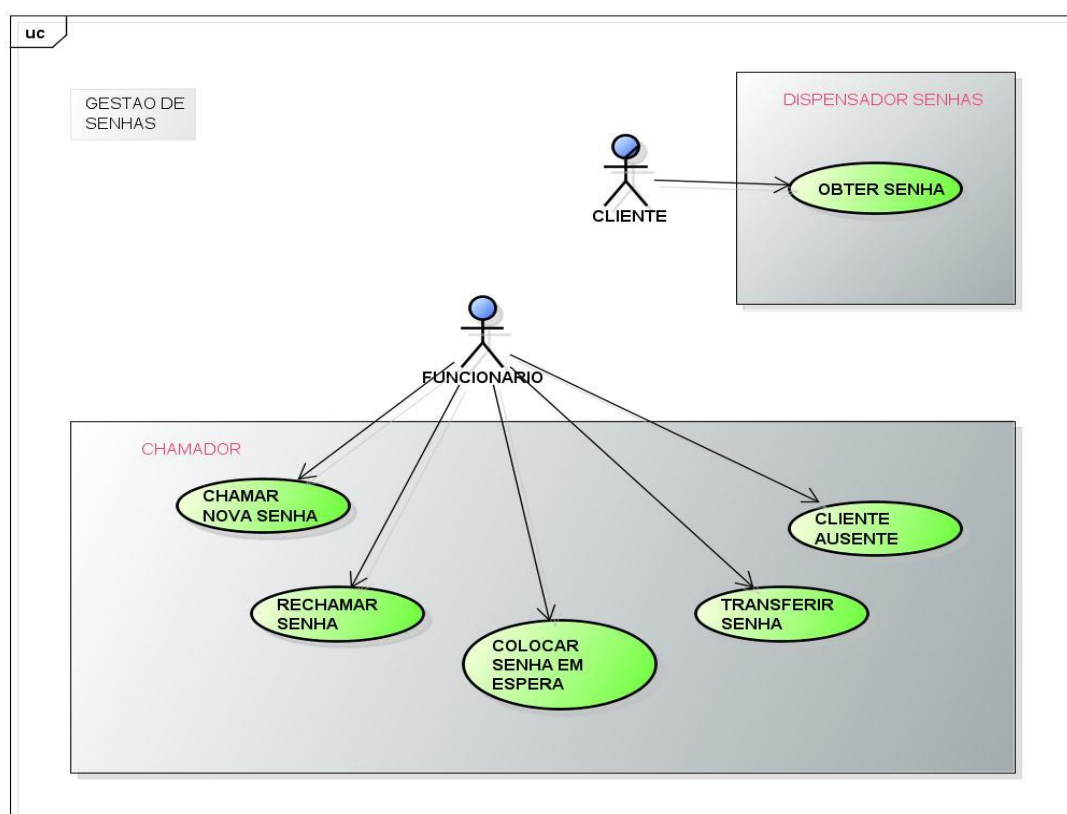 uc
GESTAO DE
SENHAS
DISPENSADOR SENHAS
OBTER SENHA
CLIENTE
FUNCIONARIO
CHAMADOR
CHAMAR
NOVA SENHA
CLIENTE
AUSENTE
RECHAMAR
SENHA
TRANSFERIR
SENHA
COLOCAR
SENHA EM
ESPERA